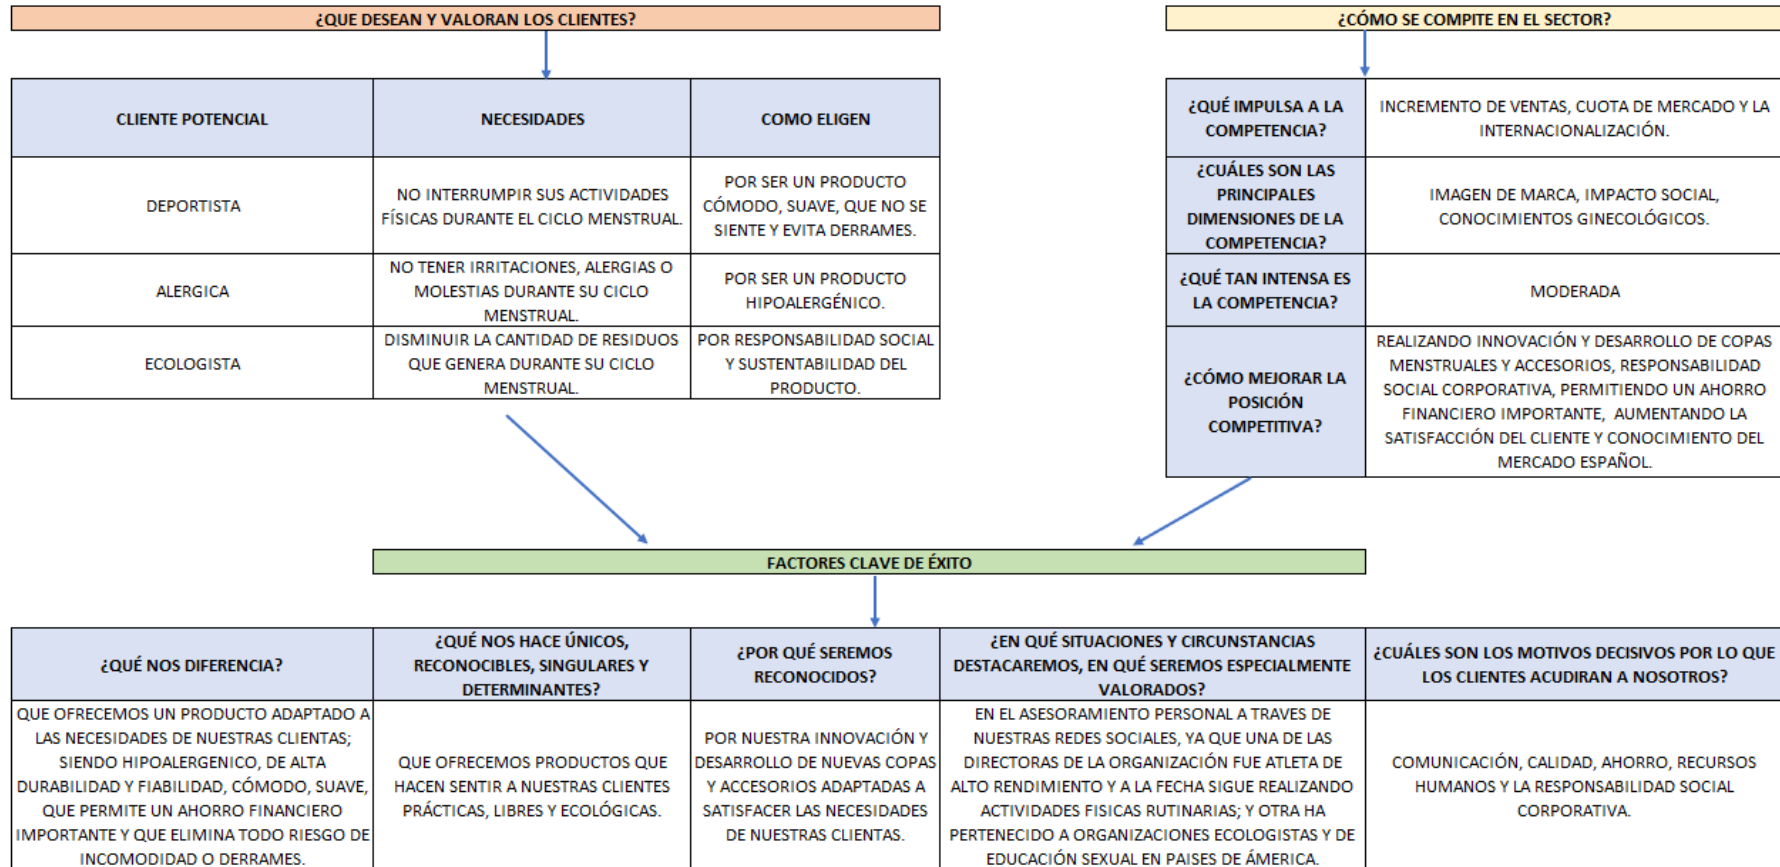 ¿QUE DESEAN Y VALORAN LOS CLIENTES?
CLIENTE POTENCIAL
NECESIDADES
COMO ELIGEN
DEPORTISTA
NO INTERRUMPIR SUS ACTIVIDADES
FÍSICAS DURANTE EL CICLO MENSTRUAL.
POR SER UN PRODUCTO
CÓMODO, SUAVE, QUE NO SE
SIENTE Y EVITA DERRAMES.
ALERGICA
NO TENER IRRITACIONES, ALERGIAS O
MOLESTIAS DURANTE SU CICLO
MENSTRUAL.
POR SER UN PRODUCTO
HIPOALERGÉNICO.
ECOLOGISTA
DISMINUIR LA CANTIDAD DE RESIDUOS
QUE GENERA DURANTE SU CICLO
MENSTRUAL.
POR RESPONSABILIDAD SOCIAL
Y SUSTENTABILIDAD DEL
PRODUCTO.
¿CÓMO SE COMPITE EN EL SECTOR?
¿QUÉ IMPULSA A LA
COMPETENCIA?
INCREMENTO DE VENTAS, CUOTA DE MERCADO Y LA
INTERNACIONALIZACIÓN.
¿CUÁLES SON LAS
PRINCIPALES
DIMENSIONES DE LA
COMPETENCIA?
IMAGEN DE MARCA, IMPACTO SOCIAL,
CONOCIMIENTOS GINECOLÓGICOS.
¿QUÉ TAN INTENSA ES
LA COMPETENCIA?
MODERADA
¿CÓMO MEJORAR LA
POSICIÓN
COMPETITIVA?
REALIZANDO INNOVACIÓN Y DESARROLLO DE COPAS
MENSTRUALES Y ACCESORIOS, RESPONSABILIDAD
SOCIAL CORPORATIVA, PERMITIENDO UN AHORRO
FINANCIERO IMPORTANTE, AUMENTANDO LA
SATISFACCIÓN DEL CLIENTE Y CONOCIMIENTO DEL
MERCADO ESPAÑOL.
FACTORES CLAVE DE ÉXITO
¿QUÉ NOS DIFERENCIA?
¿QUÉ NOS HACE ÚNICOS,
RECONOCIBLES, SINGULARES Y
DETERMINANTES?
¿POR QUÉ SEREMOS
RECONOCIDOS?
¿EN QUÉ SITUACIONES Y CIRCUNSTANCIAS
DESTACAREMOS, EN QUÉ SEREMOS ESPECIALMENTE
VALORADOS?
¿CUÁLES SON LOS MOTIVOS DECISIVOS POR LO QUE
LOS CLIENTES ACUDIRAN A NOSOTROS?
QUE OFRECEMOS UN PRODUCTO ADAPTADO A
LAS NECESIDADES DE NUESTRAS CLIENTAS;
SIENDO HIPOALERGENICO, DE ALTA
DURABILIDAD Y FIABILIDAD, CÓMODO, SUAVE,
QUE PERMITE UN AHORRO FINANCIERO
IMPORTANTE Y QUE ELIMINA TODO RIESGO DE
INCOMODIDAD O DERRAMES.
QUE OFRECEMOS PRODUCTOS QUE
HACEN SENTIR A NUESTRAS CLIENTES
PRÁCTICAS, LIBRES Y ECOLÓGICAS.
POR NUESTRA INNOVACIÓN Y
DESARROLLO DE NUEVAS COPAS
Y ACCESORIOS ADAPTADAS A
SATISFACER LAS NECESIDADES
DE NUESTRAS CLIENTAS.
EN EL ASESORAMIENTO PERSONAL A TRAVES DE
NUESTRAS REDES SOCIALES, YA QUE UNA DE LAS
DIRECTORAS DE LA ORGANIZACIÓN FUE ATLETA DE
ALTO RENDIMIENTO Y A LA FECHA SIGUE REALIZANDO
ACTIVIDADES FISICAS RUTINARIAS; Y OTRA HA
PERTENECIDO A ORGANIZACIONES ECOLOGISTAS Y DE
EDUCACIÓN SEXUAL EN PAISES DE ÁMERICA.
COMUNICACIÓN, CALIDAD, AHORRO, RECURSOS
HUMANOS Y LA RESPONSABILIDAD SOCIAL
CORPORATIVA.